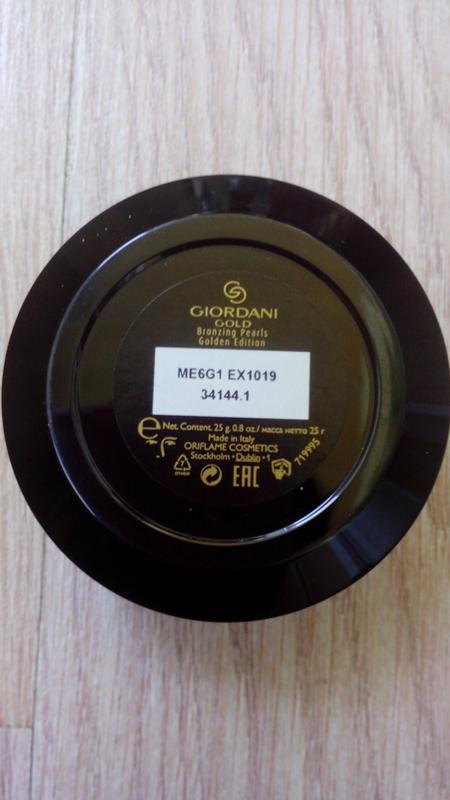 GIORDANI
GOLD
Bronzing Pearls
Golden Edition
ME6G1 EX1019
34144.1
e Net. Content. 25 g. 0.8 oz./ масса нетто 25 г
Made in Italy
ORIFLAME COSMETICS
Stockholm • Dublin • 1
EAC
719995